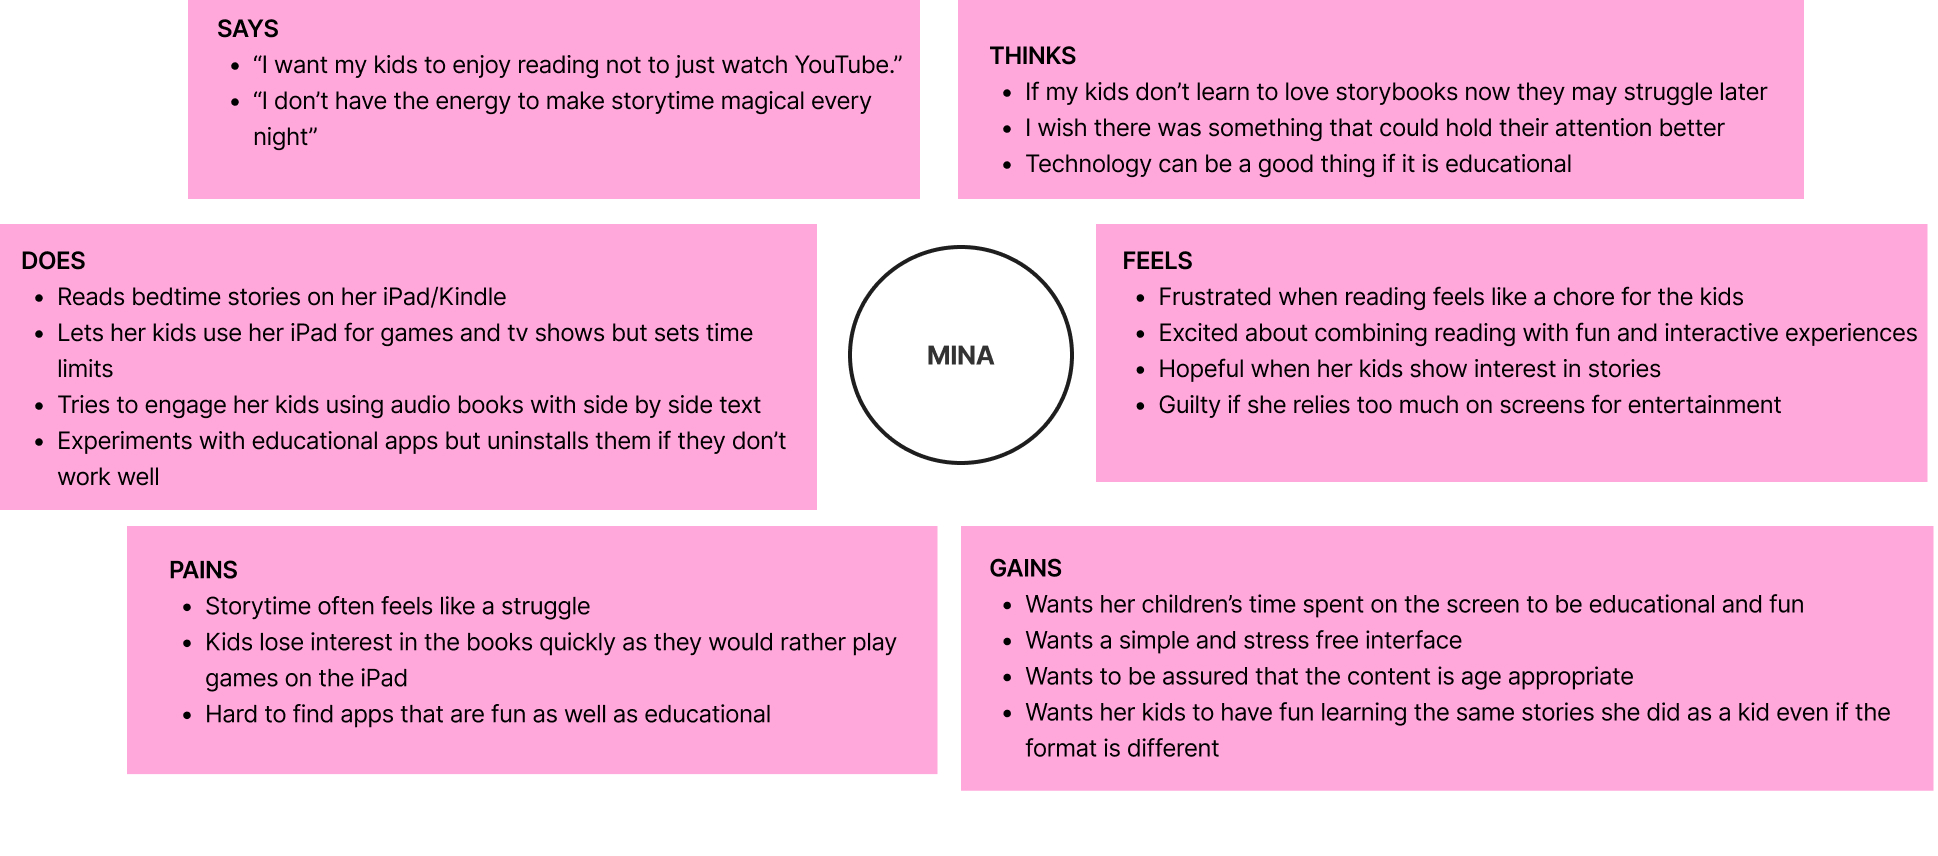 SAYS
• “I want my kids to enjoy reading not to just watch YouTube.”
• “I don’t have the energy to make storytime magical every
night”
THINKS
• If my kids don’t learn to love storybooks now they may struggle later
• I wish there was something that could hold their attention better
• Technology can be a good thing if it is educational
DOES
• Reads bedtime stories on her iPad/Kindle
• Lets her kids use her iPad for games and tv shows but sets time
limits
• Tries to engage her kids using audio books with side by side text
• Experiments with educational apps but uninstalls them if they don’t
work well
MINA
FEELS
• Frustrated when reading feels like a chore for the kids
• Excited about combining reading with fun and interactive experiences
• Hopeful when her kids show interest in stories
• Guilty if she relies too much on screens for entertainment
PAINS
• Storytime often feels like a struggle
• Kids lose interest in the books quickly as they would rather play
games on the iPad
• Hard to find apps that are fun as well as educational
GAINS
• Wants her children’s time spent on the screen to be educational and fun
• Wants a simple and stress free interface
• Wants to be assured that the content is age appropriate
• Wants her kids to have fun learning the same stories she did as a kid even if the
format is different